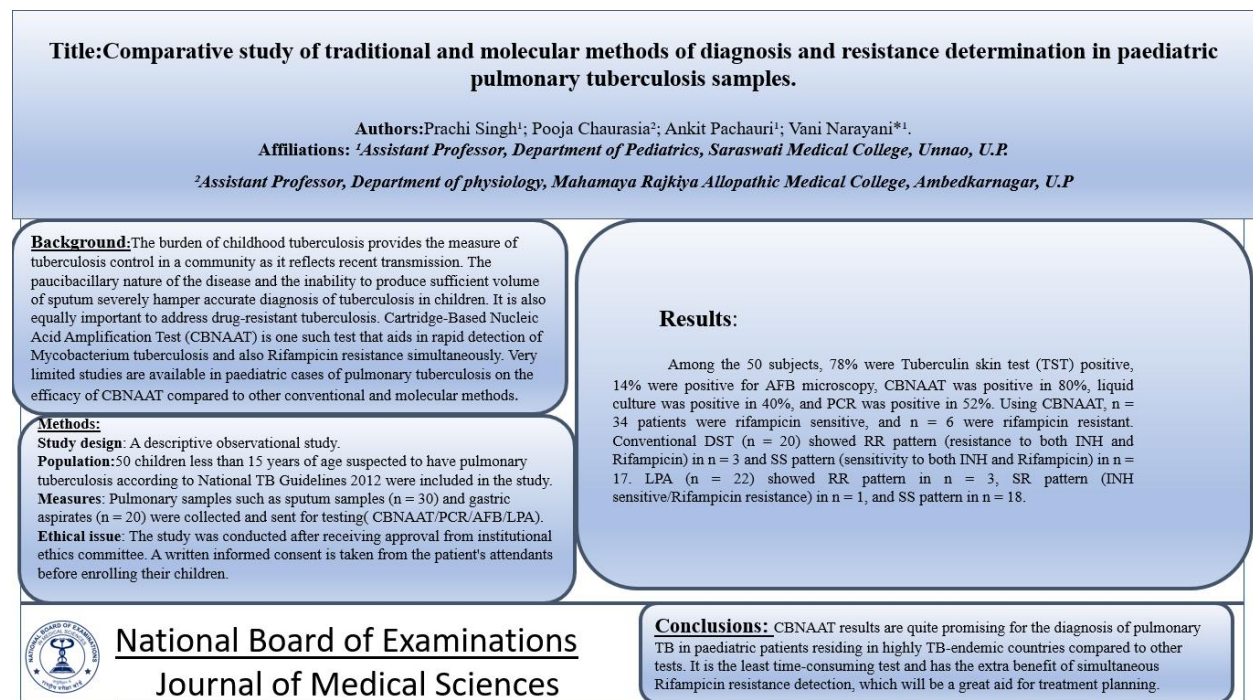 Title:Comparative study of traditional and molecular methods of diagnosis and resistance determination in paediatric
pulmonary tuberculosis samples.
Authors:Prachi Singh¹; Pooja Chaurasia²; Ankit Pachauri¹; Vani Narayani*¹.
Affiliations: ¹Assistant Professor, Department of Pediatrics, Saraswati Medical College, Unnao, U.P.
²Assistant Professor, Department of physiology, Mahamaya Rajkiya Allopathic Medical College, Ambedkarnagar, U.P
Background:The burden of childhood tuberculosis provides the measure of
tuberculosis control in a community as it reflects recent transmission. The
paucibacillary nature of the disease and the inability to produce sufficient volume
of sputum severely hamper accurate diagnosis of tuberculosis in children. It is also
equally important to address drug-resistant tuberculosis. Cartridge-Based Nucleic
Acid Amplification Test (CBNAAT) is one such test that aids in rapid detection of
Mycobacterium tuberculosis and also Rifampicin resistance simultaneously. Very
limited studies are available in paediatric cases of pulmonary tuberculosis on the
efficacy of CBNAAT compared to other conventional and molecular methods.
Methods:
Study design: A descriptive observational study.
Population:50 children less than 15 years of age suspected to have pulmonary
tuberculosis according to National TB Guidelines 2012 were included in the study.
Measures: Pulmonary samples such as sputum samples (n = 30) and gastric
aspirates (n = 20) were collected and sent for testing( CBNAAT/PCR/AFB/LPA).
Ethical issue: The study was conducted after receiving approval from institutional
ethics committee. A written informed consent is taken from the patient's attendants
before enrolling their children.
Results:
Among the 50 subjects, 78% were Tuberculin skin test (TST) positive,
14% were positive for AFB microscopy, CBNAAT was positive in 80%, liquid
culture was positive in 40%, and PCR was positive in 52%. Using CBNAAT, n =
34 patients were rifampicin sensitive, and n = 6 were rifampicin resistant.
Conventional DST (n = 20) showed RR pattern (resistance to both INH and
Rifampicin) in n = 3 and SS pattern (sensitivity to both INH and Rifampicin) in n =
17. LPA (n = 22) showed RR pattern in n = 3, SR pattern (INH
sensitive/Rifampicin resistance) in n = 1, and SS pattern in n = 18.
National Board of Examinations
Journal of Medical Sciences
Conclusions: CBNAAT results are quite promising for the diagnosis of pulmonary
TB in paediatric patients residing in highly TB-endemic countries compared to other
tests. It is the least time-consuming test and has the extra benefit of simultaneous
Rifampicin resistance detection, which will be a great aid for treatment planning.